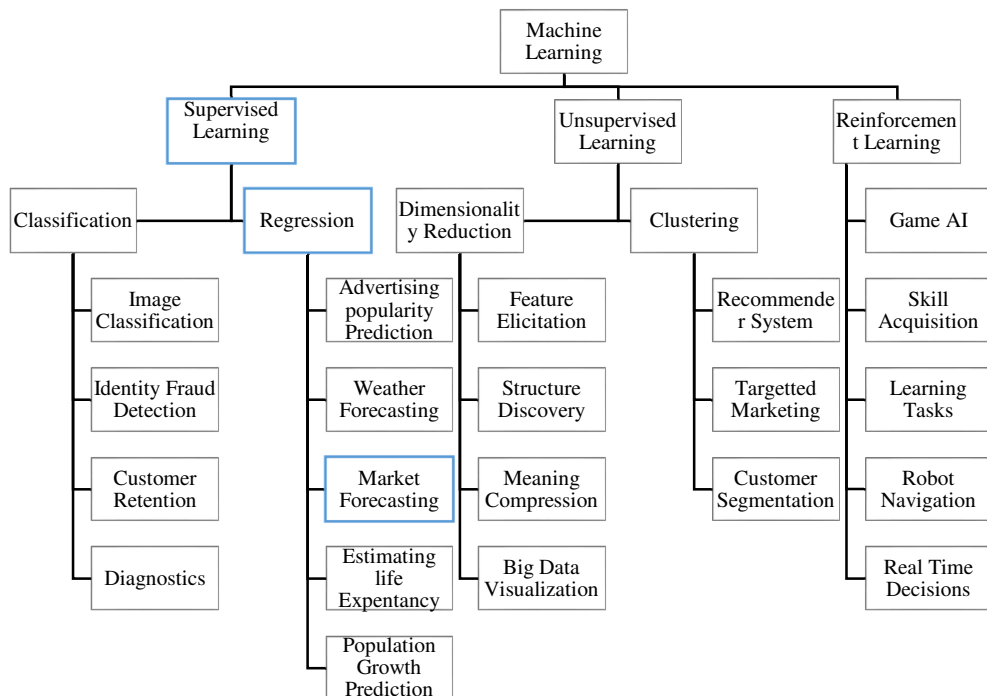 Machine
Learning
Supervised
Learning
Unsupervised
Learning
Reinforcemen
t Learning
Classification
Regression
Dimensionalit
y Reduction
Clustering
Game AI
Image
Classification
Advertising
popularity
Prediction
Feature
Elicitation
Recommende
r System
Skill
Acquisition
Identity Fraud
Detection
Weather
Forecasting
Structure
Discovery
Targetted
Marketing
Learning
Tasks
Customer
Retention
Market
Forecasting
Meaning
Compression
Customer
Segmentation
Robot
Navigation
Diagnostics
Estimating
life
Expentancy
Big Data
Visualization
Real Time
Decisions
Population
Growth
Prediction